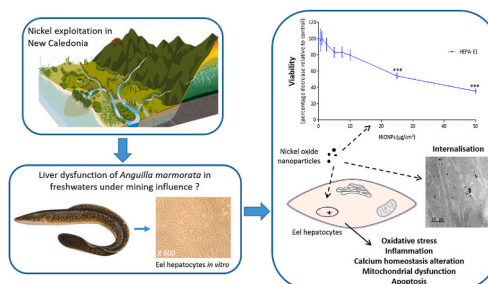 Nickel exploitation in
New Caledonia
Liver dysfunction of Anguilla marmorata in
freshwaters under mining influence ?
X 600
Eel hepatocytes in vitro
Viability
(percentage decrease relative to control)
120
100
80
60
40
20
0
0
10
20
30
40
50
NiONPs (µg/cm²)
HEPA-E1
***
***
Nickel oxide
nanoparticles
Internalisation
Eel hepatocytes
Oxidative stress
Inflammation
Calcium homeostasis alteration
Mitochondrial dysfunction
Apoptosis